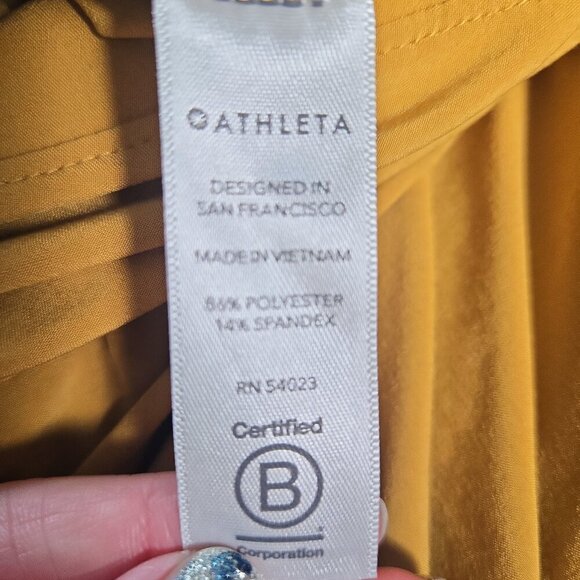 ATHLETA
DESIGNED IN
SAN FRANCISCO
MADE IN VIETNAM
86% POLYESTER
14% SPANDEX
RN 54023
Certified
B
Corporation